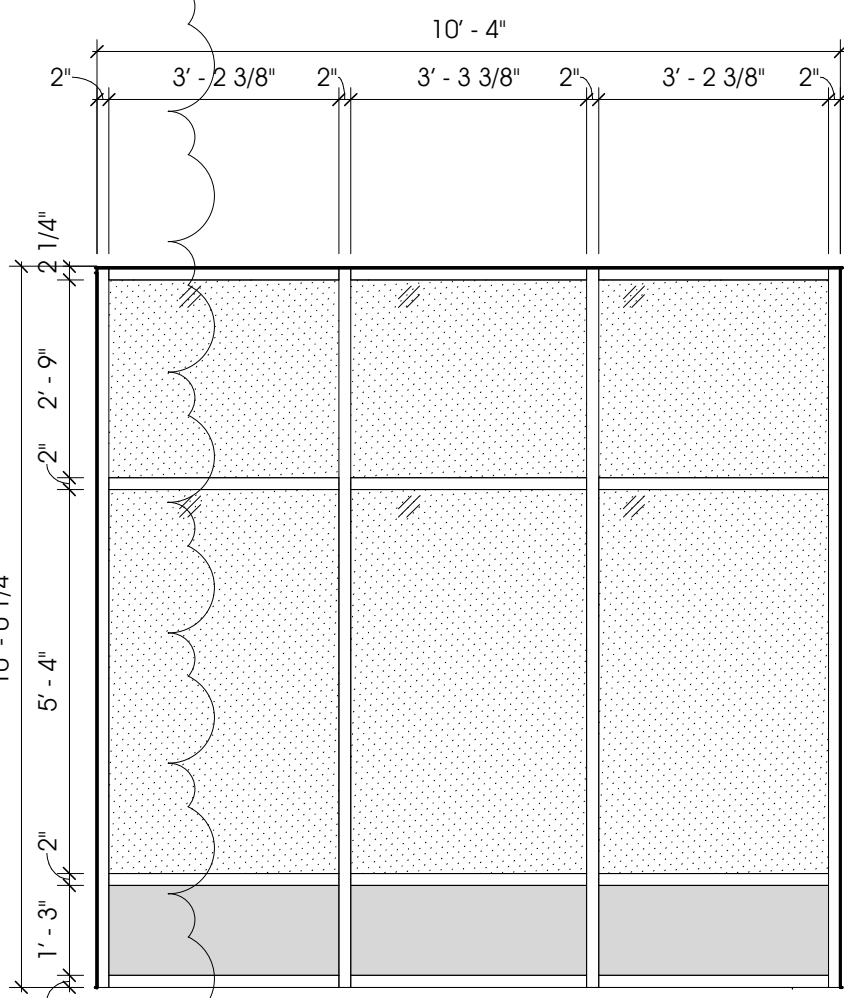 10' - 4"
2" 3' - 2 3/8" 2" 3' - 3 3/8" 2" 3' - 2 3/8" 2"
2 1/4"
2' - 9"
2"
5' - 4"
2"
1' - 3"